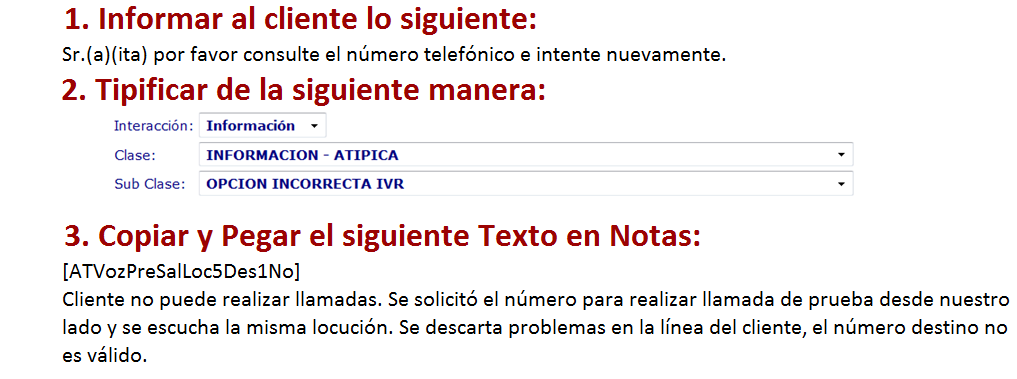 1. Informar al cliente lo siguiente:
Sr.(a)(ita) por favor consulte el número telefónico e intente nuevamente.
2. Tipificar de la siguiente manera:
Interacción: Información
Clase: INFORMACION - ATIPICA
Sub Clase: OPCION INCORRECTA IVR
3. Copiar y Pegar el siguiente Texto en Notas:
[ATVozPreSalLoc5Des1No]
Cliente no puede realizar llamadas. Se solicitó el número para realizar llamada de prueba desde nuestro
lado y se escucha la misma locución. Se descarta problemas en la línea del cliente, el número destino no
es válido.